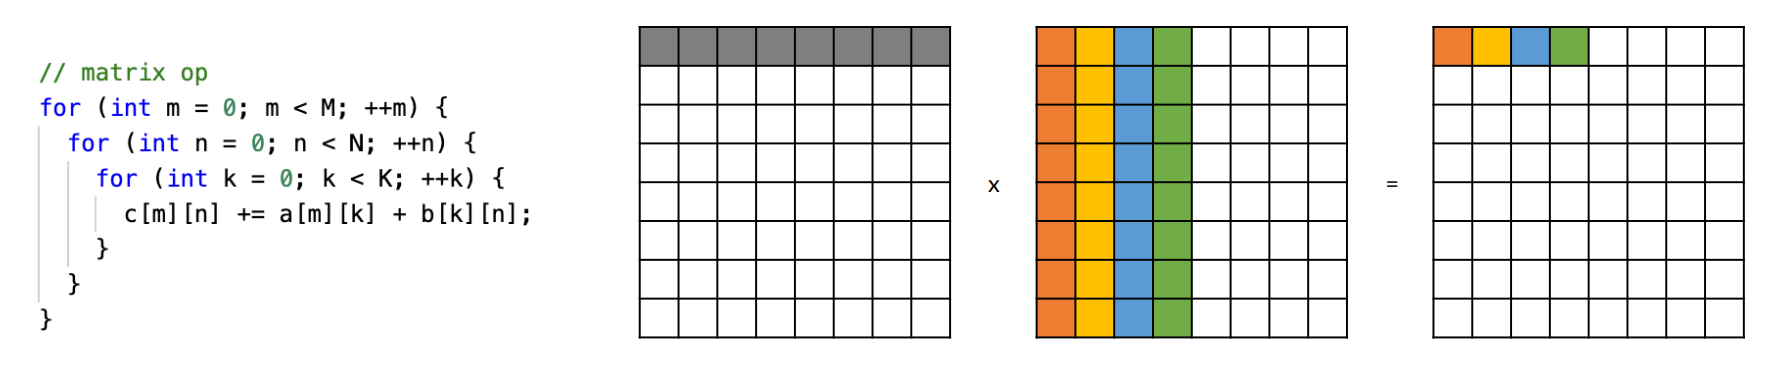 // matrix op
for (int m = 0; m < M; ++m) {
for (int n = 0; n < N; ++n) {
for (int k = 0; k < K; ++k) {
c[m][n] += a[m][k] + b[k][n];
}
}
}
x
=